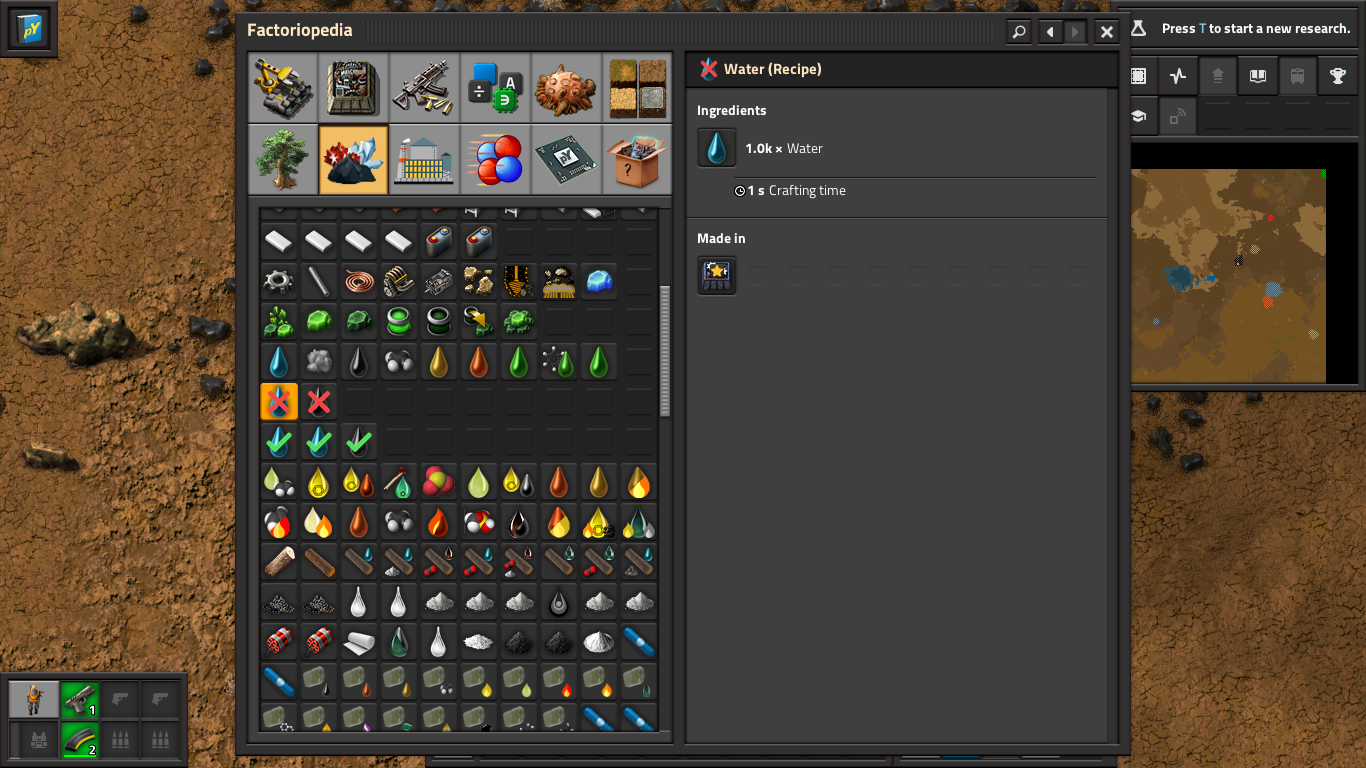 pY
Factoriopedia
Press T to start a new research.
A
pY
?
Water (Recipe)
Ingredients
1.0k × Water
1 s Crafting time
Made in
1
2